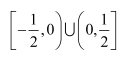 [-1/2, 0) ∪ (0, 1/2]